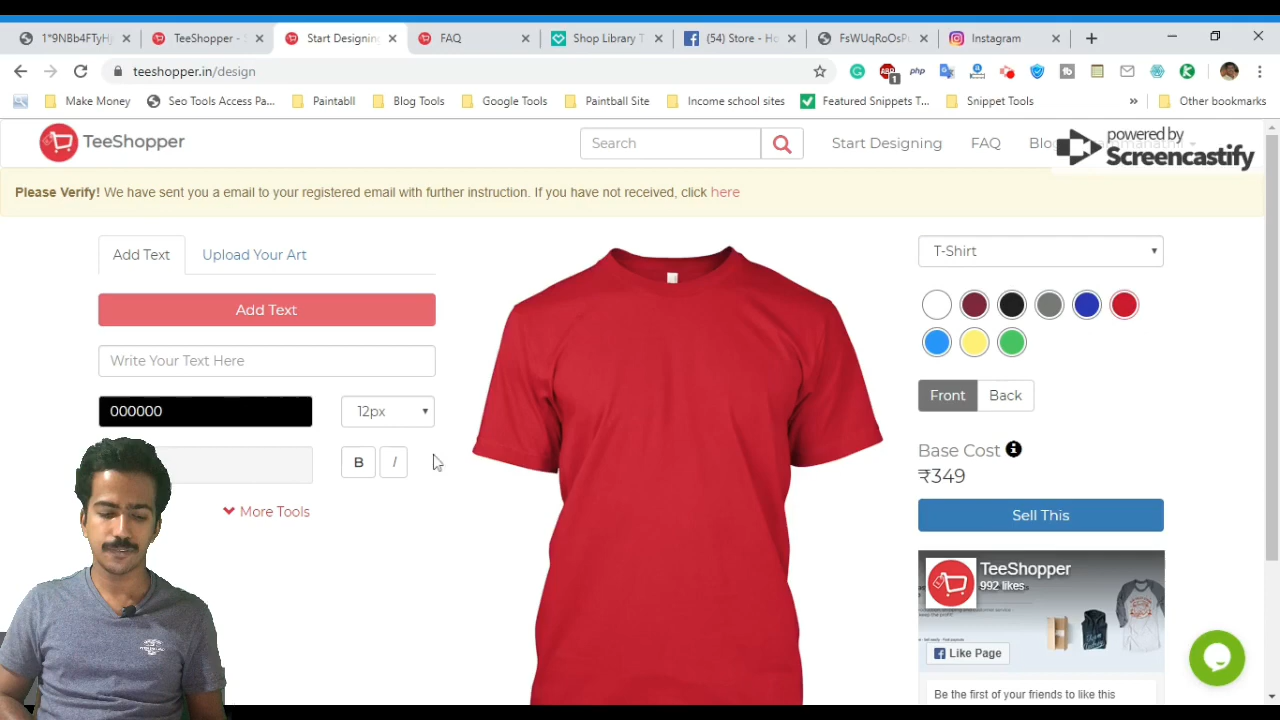 1*9NBb4FTyHj
TeeShopper -
Start Designing
FAQ
Shop Library T
(54) Store - Ho
FsWUqRoOsP
Instagram
teeshopper.in/design
Make Money
Seo Tools Access Pa...
Paintabll
Blog Tools
Google Tools
Paintball Site
Income school sites
Featured Snippets T...
Snippet Tools
Other bookmarks
TeeShopper
Search
Start Designing
FAQ
Blog
powered by
Screencastify
Please Verify! We have sent you a email to your registered email with further instruction. If you have not received, click here
Add Text
Upload Your Art
Add Text
Write Your Text Here
000000
12px
B
I
More Tools
T-Shirt
Front
Back
Base Cost
₹349
Sell This
TeeShopper
992 likes
Like Page
Be the first of your friends to like this